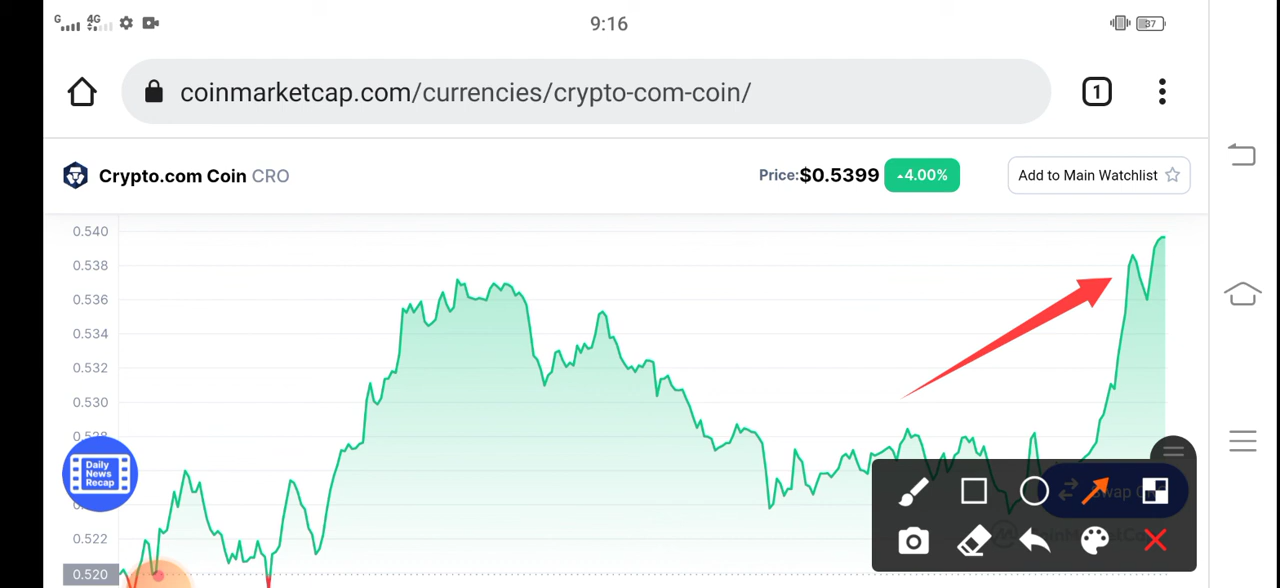 G 4G 9:16 37
coinmarketcap.com/currencies/crypto-com-coin/ 1
Crypto.com Coin CRO Price:$0.5399 4.00% Add to Main Watchlist
0.540
0.538
0.536
0.534
0.532
0.530
Daily
News
Recap
0.522
0.520